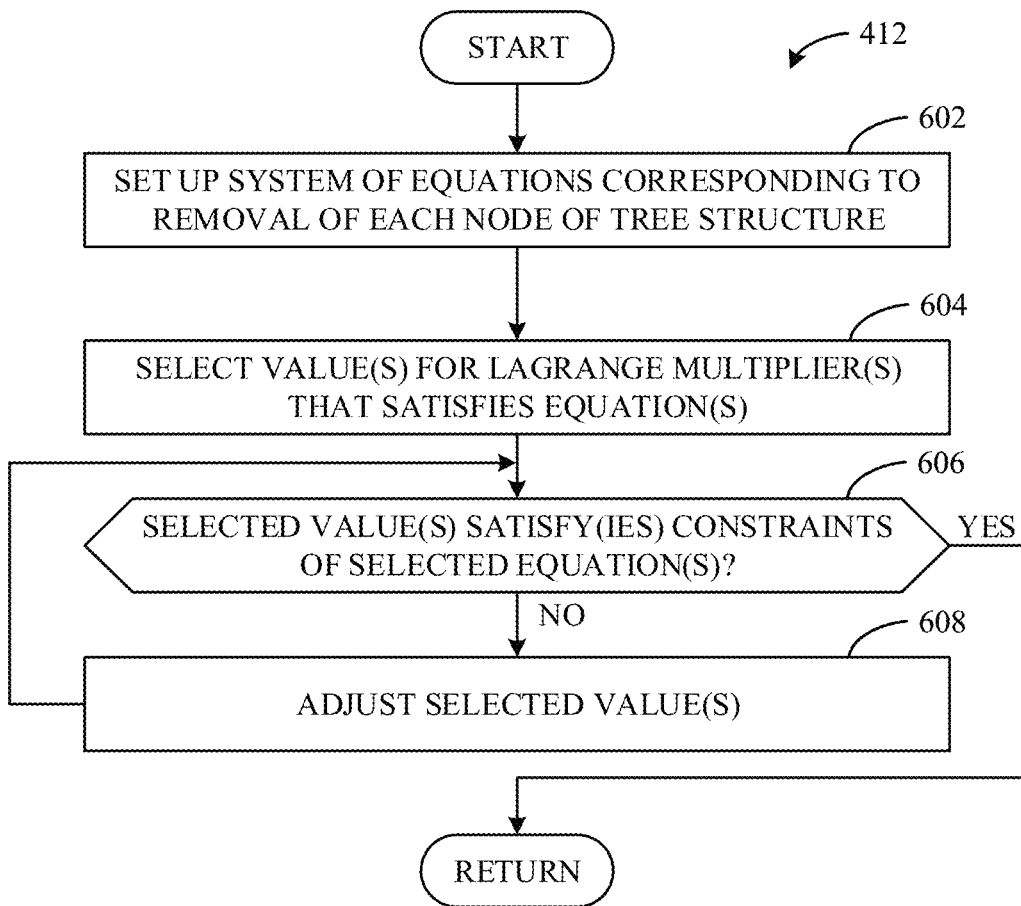 START
412
602
SET UP SYSTEM OF EQUATIONS CORRESPONDING TO
REMOVAL OF EACH NODE OF TREE STRUCTURE
604
SELECT VALUE(S) FOR LAGRANGE MULTIPLIER(S)
THAT SATISFIES EQUATION(S)
606
SELECTED VALUE(S) SATISFY(IES) CONSTRAINTS
OF SELECTED EQUATION(S)?
YES
NO
608
ADJUST SELECTED VALUE(S)
RETURN